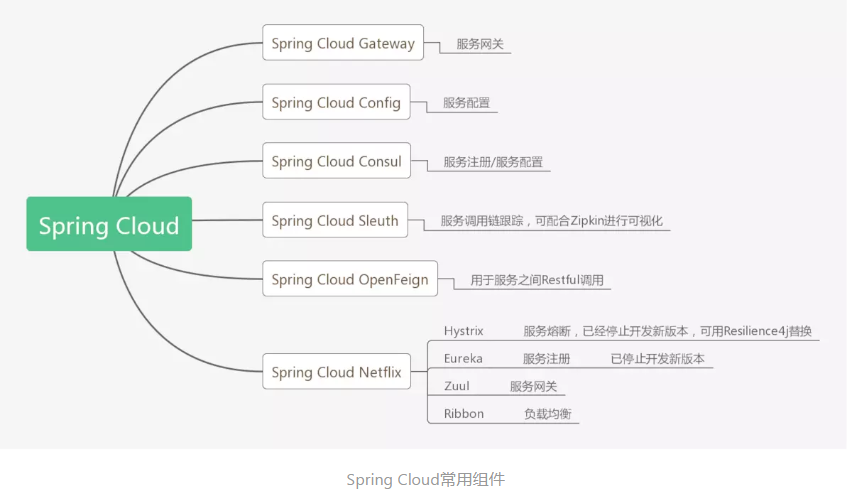 Spring Cloud
Spring Cloud Gateway 服务网关
Spring Cloud Config 服务配置
Spring Cloud Consul 服务注册/服务配置
Spring Cloud Sleuth 服务调用链跟踪，可配合Zipkin进行可视化
Spring Cloud OpenFeign 用于服务之间Restful调用
Spring Cloud Netflix
Hystrix 服务熔断，已经停止开发新版本，可用Resilience4j替换
Eureka 服务注册 已停止开发新版本
Zuul 服务网关
Ribbon 负载均衡
Spring Cloud常用组件